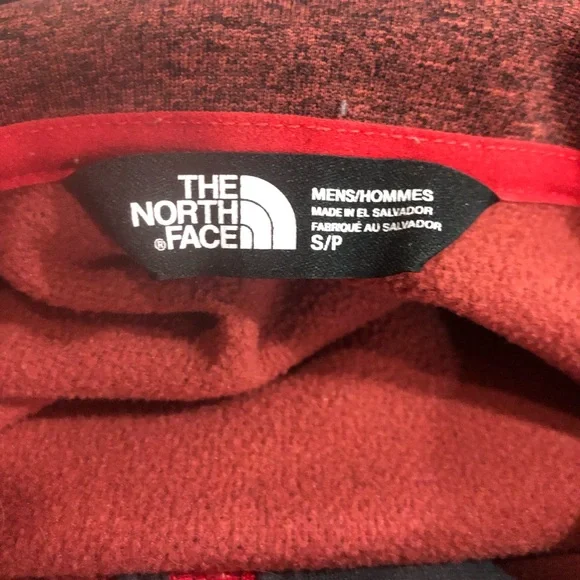 THE
NORTH
®FACE
MENS/HOMMES
MADE IN EL SALVADOR
FABRIQUÉ AU SALVADOR
S/P